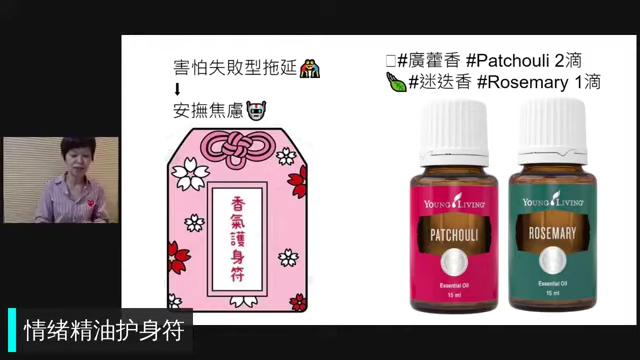 害怕失敗型拖延
⬇
安撫焦慮
#廣藿香 #Patchouli 2滴
#迷迭香 #Rosemary 1滴
香氣護身符
YOUNG LIVING
PATCHOULI
Essential Oil
15 ml
YOUNG LIVING
ROSEMARY
Essential Oil
15 ml
情绪精油护身符